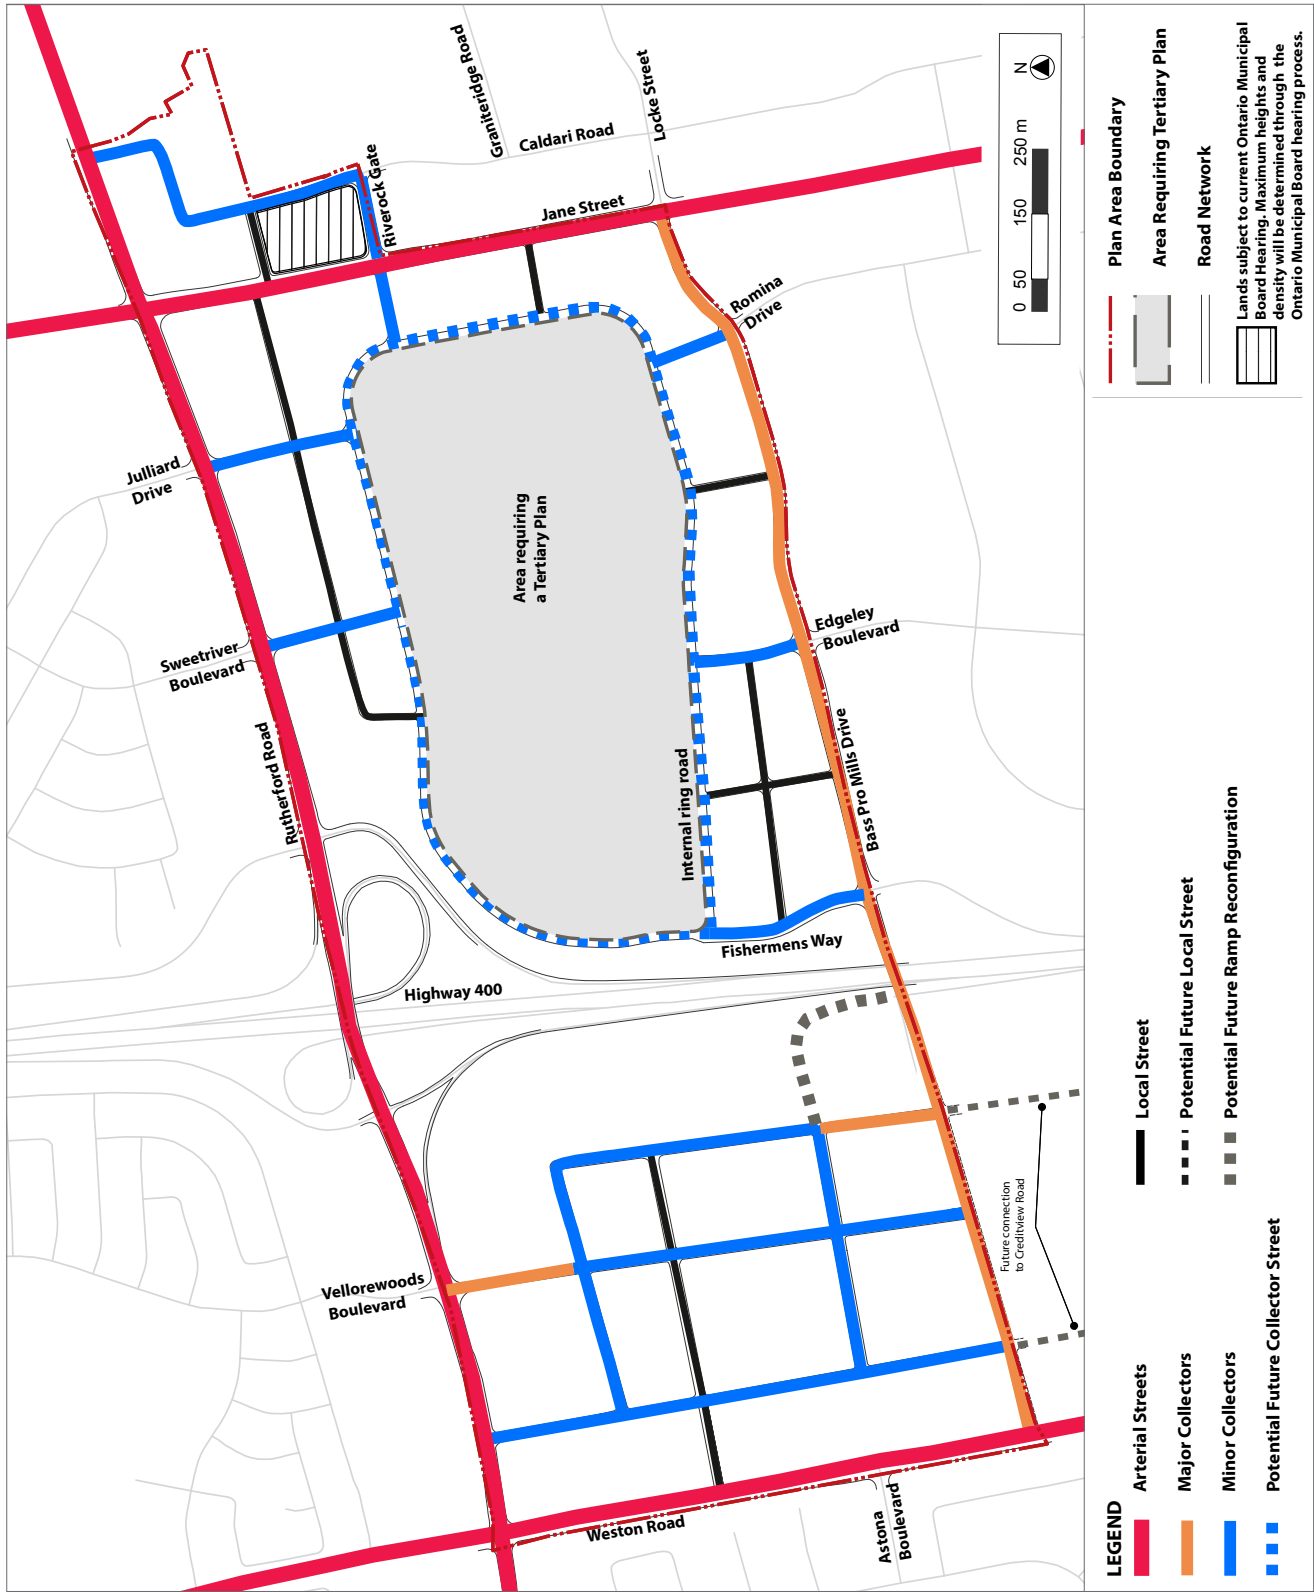 Graniteridge Road
Locke Street
Caldari Road
Riverock Gate
Jane Street
Romina
Drive
Julliard
Drive
Area requiring
a Tertiary Plan
Sweetriver
Boulevard
Edgeley
Boulevard
Rutherford Road
Internal ring road
Bass Pro Mills Drive
Fishermens Way
Highway 400
Vellorewoods
Boulevard
Future connection
to Creditview Road
Weston Road
Astona
Boulevard
N
0 50 150 250 m
LEGEND
Arterial Streets
Major Collectors
Minor Collectors
Potential Future Collector Street
Local Street
Potential Future Local Street
Potential Future Ramp Reconfiguration
Plan Area Boundary
Area Requiring Tertiary Plan
Road Network
Lands subject to current Ontario Municipal
Board Hearing. Maximum heights and
density will be determined through the
Ontario Municipal Board hearing process.